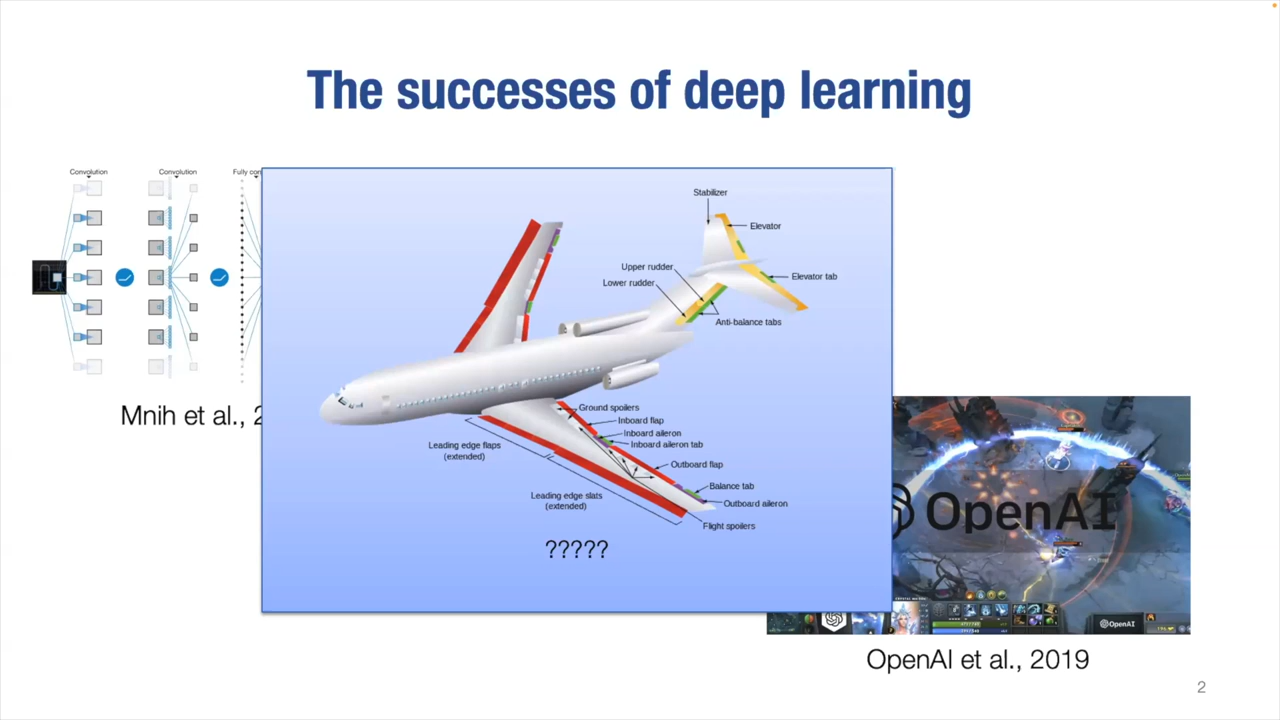 The successes of deep learning
Convolution
Convolution
Fully con
Mnih et al., 2
Stabilizer
Elevator
Upper rudder
Elevator tab
Lower rudder
Anti-balance tabs
Ground spoilers
Inboard flap
Inboard aileron
Inboard aileron tab
Leading edge flaps
(extended)
Outboard flap
Balance tab
Leading edge slats
(extended)
Outboard aileron
Flight spoilers
?????
OpenAI
OpenAI
OpenAI et al., 2019
2